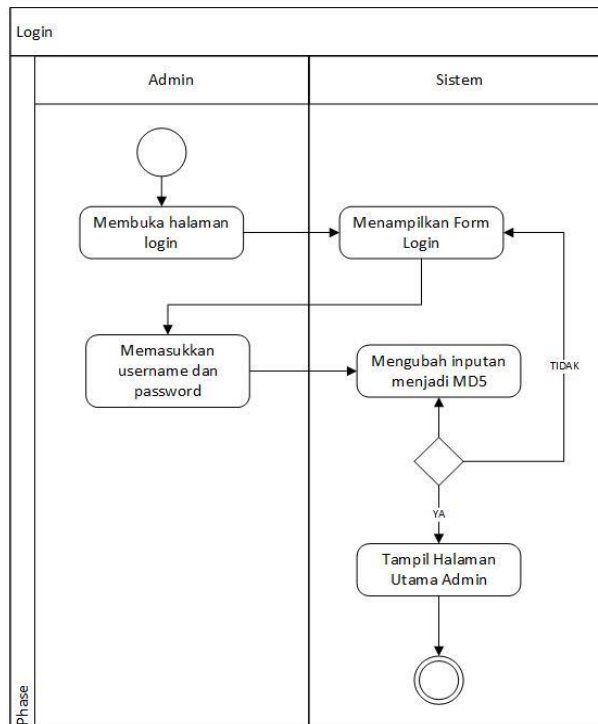 Login
Admin
Sistem
Membuka halaman
login
Menampilkan Form
Login
Memasukkan
username dan
password
Mengubah inputan
menjadi MD5
TIDAK
YA
Tampil Halaman
Utama Admin
Phase